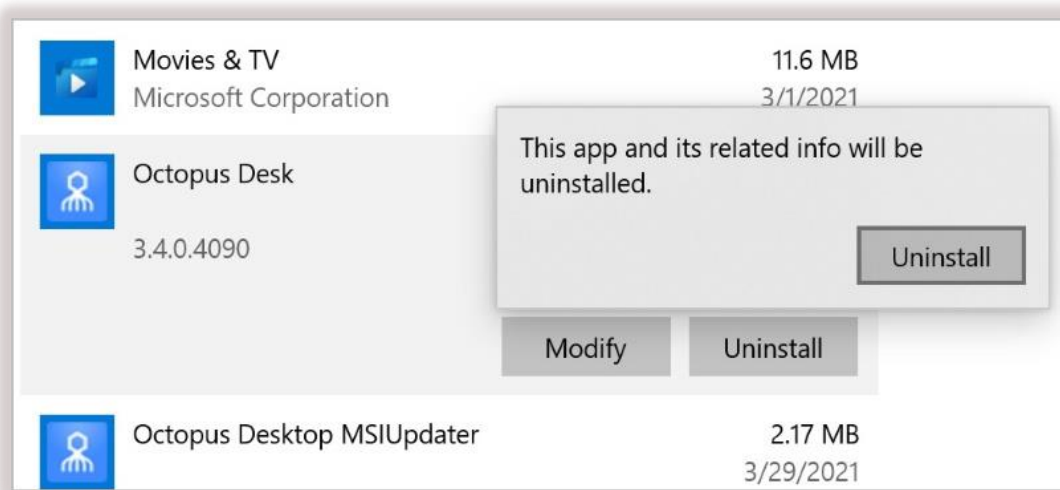 Movies & TV
11.6 MB
Microsoft Corporation
3/1/2021
This app and its related info will be
uninstalled.
Octopus Desk
3.4.0.4090
Uninstall
Modify
Uninstall
Octopus Desktop MSIUpdater
2.17 MB
3/29/2021